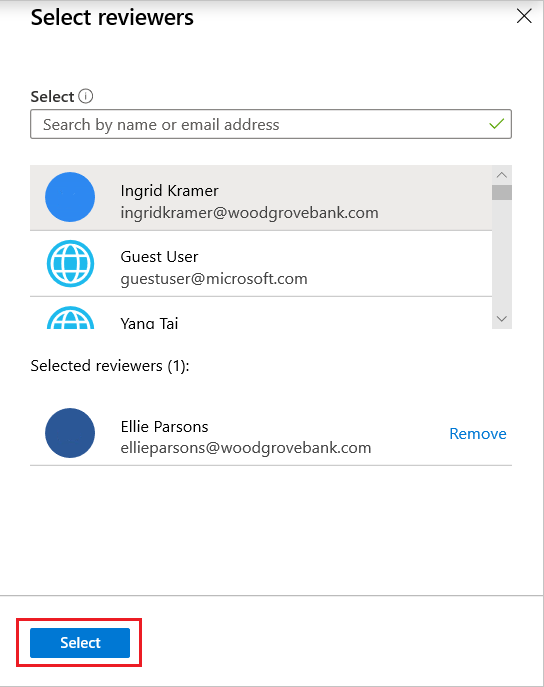 Select reviewers
Select
Search by name or email address
Ingrid Kramer
ingridkramer@woodgrovebank.com
Guest User
guestuser@microsoft.com
Yang Tai
Selected reviewers (1):
Ellie Parsons
ellieparsons@woodgrovebank.com
Remove
Select